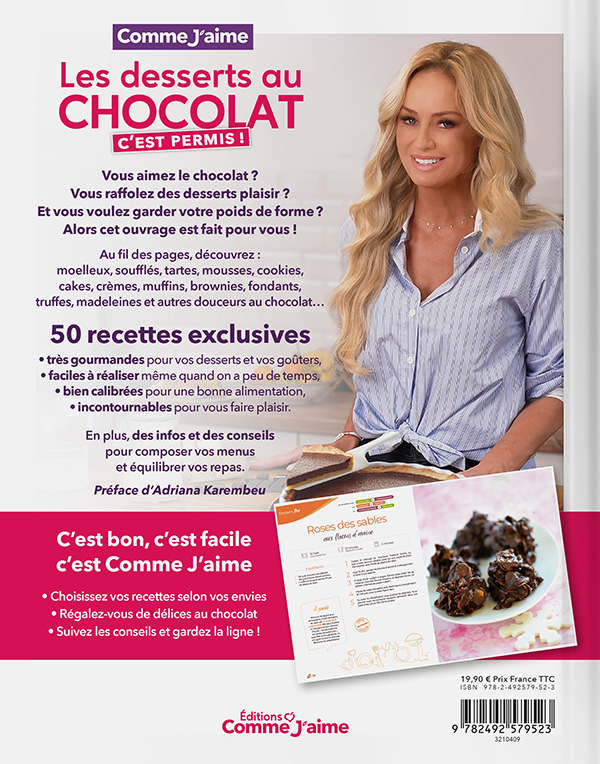 Comme J'aime
Les desserts au
CHOCOLAT
C'EST PERMIS !
Vous aimez le chocolat ?
Vous raffolez des desserts plaisir ?
Et vous voulez garder votre poids de forme ?
Alors cet ouvrage est fait pour vous !
Au fil des pages, découvrez :
moelleux, soufflés, tartes, mousses, cookies,
cakes, crèmes, muffins, brownies, fondants,
truffes, madeleines et autres douceurs au chocolat…
50 recettes exclusives
• très gourmandes pour vos desserts et vos goûters,
• faciles à réaliser même quand on a peu de temps,
• bien calibrées pour une bonne alimentation,
• incontournables pour vous faire plaisir.
En plus, des infos et des conseils
pour composer vos menus
et équilibrer vos repas.
Préface d'Adriana Karembeu
C'est bon, c'est facile
c'est Comme J'aime
• Choisissez vos recettes selon vos envies
• Régalez-vous de délices au chocolat
• Suivez les conseils et gardez la ligne !
Roses des sables
aux flocons d'avoine
19,90 € Prix France TTC
ISBN 978-2-492579-52-3
9 782492 579523
3210409
Éditions
Comme J'aime